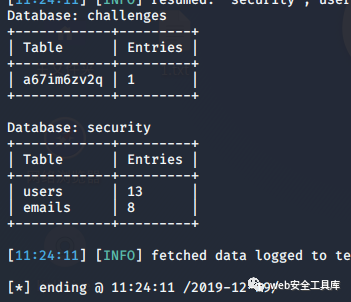 [11:24:11] [INFO] resumed: 'security', 'user
Database: challenges
+------------+---------+
| Table | Entries |
+------------+---------+
| a67im6zv2q | 1 |
+------------+---------+
Database: security
+------------+---------+
| Table | Entries |
+------------+---------+
| users | 13 |
| emails | 8 |
+------------+---------+
[11:24:11] [INFO] fetched data logged to te
[*] ending @ 11:24:11 /2019-12
web安全工具库